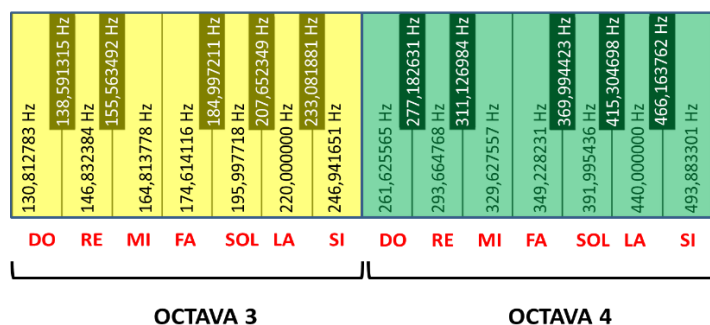 138,591315 Hz
155,563492 Hz
184,997211 Hz
207,652349 Hz
233,081881 Hz
277,182631 Hz
311,126984 Hz
369,994423 Hz
415,304698 Hz
466,163762 Hz
130,812783 Hz
146,832384 Hz
164,813778 Hz
174,614116 Hz
195,997718 Hz
220,000000 Hz
246,941651 Hz
261,625565 Hz
293,664768 Hz
329,627557 Hz
349,228231 Hz
391,995436 Hz
440,000000 Hz
493,883301 Hz
DO RE MI FA SOL LA SI DO RE MI FA SOL LA SI
OCTAVA 3 OCTAVA 4